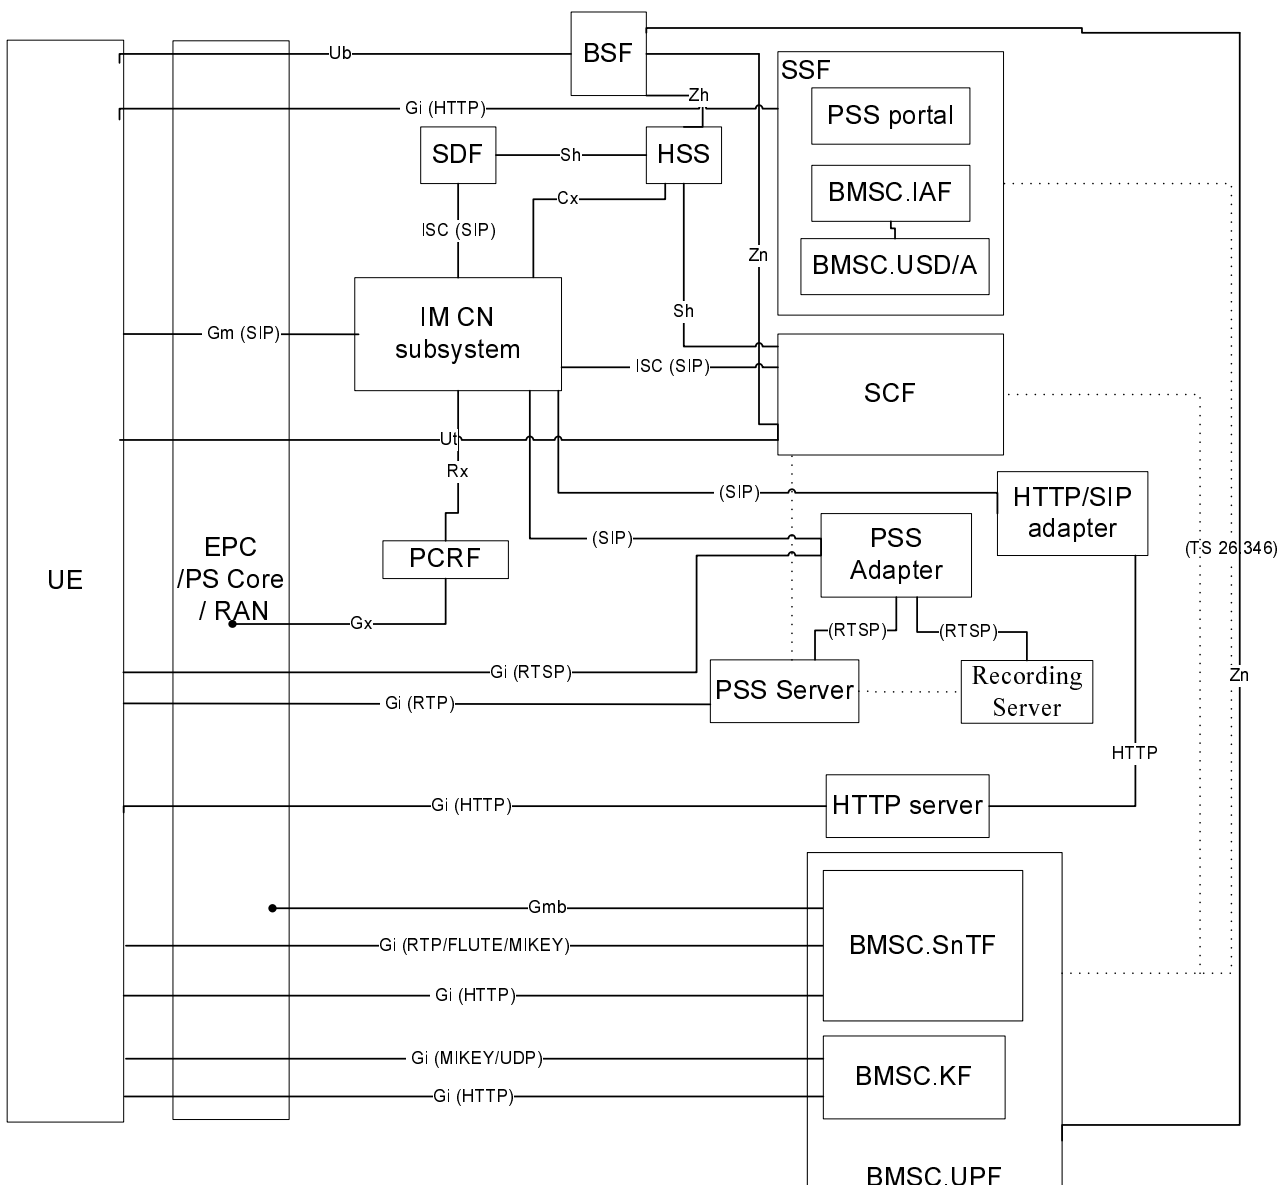 BSF
Ub
SSF
Zh
Gi (HTTP)
PSS portal
SDF
Sh
HSS
BMSC.IAF
Cx
ISC (SIP)
Zn
BMSC.USD/A
Sh
IM CN
subsystem
Gm (SIP)
ISC (SIP)
SCF
Ut
Rx
(SIP)
HTTP/SIP
adapter
(SIP)
PSS
Adapter
(TS 26.346)
PCRF
EPC
/PS Core
/ RAN
UE
Gx
(RTSP)
(RTSP)
Gi (RTSP)
PSS Server
Recording
Server
Zn
Gi (RTP)
HTTP
Gi (HTTP)
HTTP server
Gmb
Gi (RTP/FLUTE/MIKEY)
BMSC.SnTF
Gi (HTTP)
Gi (MIKEY/UDP)
BMSC.KF
Gi (HTTP)
BMSC.UPF